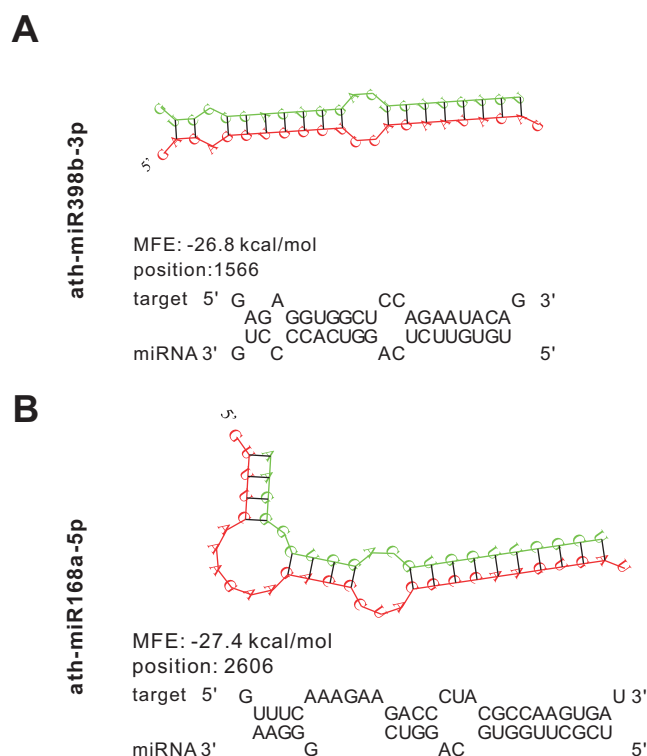 A
ath-miR398b-3p
5'
MFE: -26.8 kcal/mol
position:1566
target 5' G A CC G 3'
AG GGUGGCU AGAAUACA
UC CCACUGG UCUUGUGU
miRNA 3' G C AC 5'
B
ath-miR168a-5p
5'
MFE: -27.4 kcal/mol
position: 2606
target 5' G AAAGAA CUA U 3'
UUUC GACC CGCCAAGUGA
AAGG CUGG GUGGUUCGCU
miRNA 3' G AC 5'